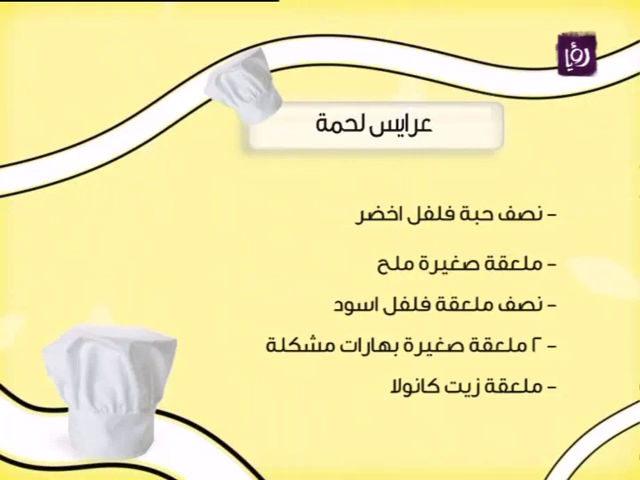 رؤيا
عرايس لحمة
- نصف حبة فلفل اخضر
- ملعقة صغيرة ملح
- نصف ملعقة فلفل اسود
- ٢ ملعقة صغيرة بهارات مشكلة
- ملعقة زيت كانولا